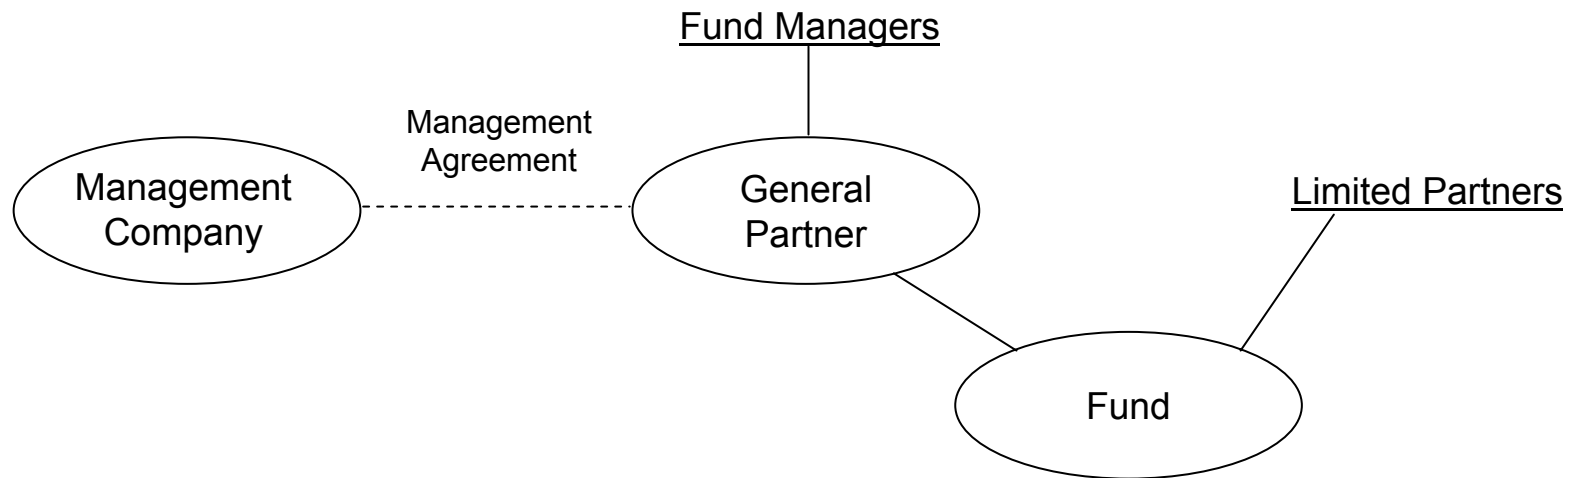 Fund Managers
Management
Agreement
Management
Company
General
Partner
Limited Partners
Fund